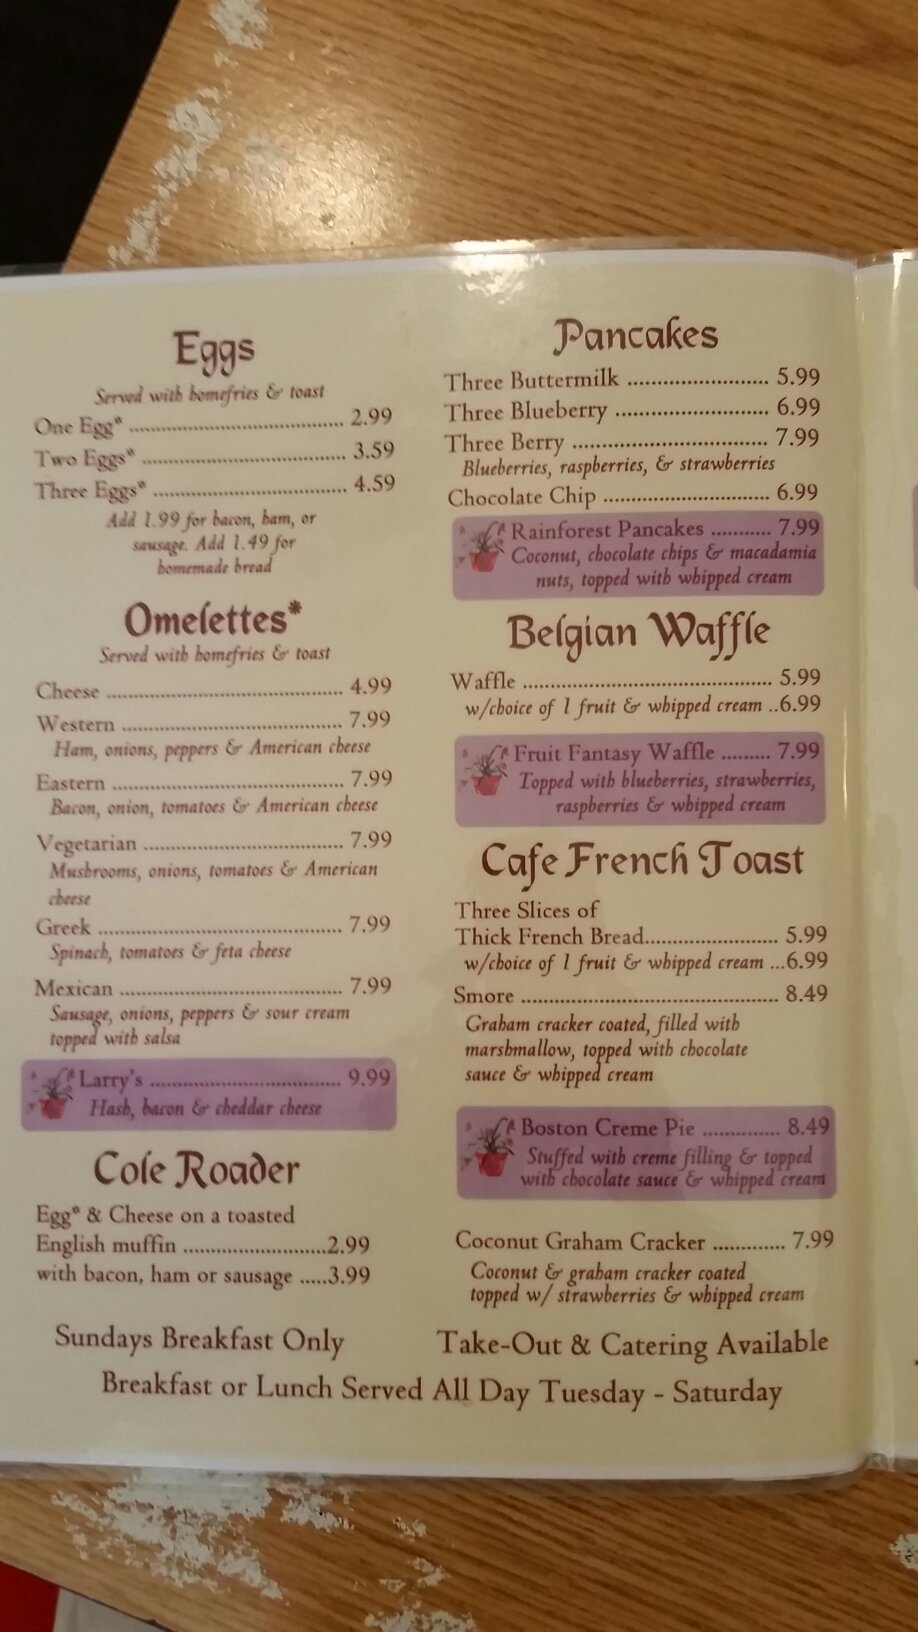 Eggs
Served with homefries & toast
One Egg* ................................ 2.99
Two Eggs* .............................. 3.59
Three Eggs* ............................ 4.59
Add 1.99 for bacon, ham, or
sausage. Add 1.49 for
homemade bread
Omelettes*
Served with homefries & toast
Cheese ................................... 4.99
Western ................................. 7.99
Ham, onions, peppers & American cheese
Eastern ................................... 7.99
Bacon, onion, tomatoes & American cheese
Vegetarian .............................. 7.99
Mushrooms, onions, tomatoes & American
cheese
Greek ..................................... 7.99
Spinach, tomatoes & feta cheese
Mexican ................................. 7.99
Sausage, onions, peppers & sour cream
topped with salsa
Larry's ............................. 9.99
Hash, bacon & cheddar cheese
Cole Roader
Egg* & Cheese on a toasted
English muffin ..........................2.99
with bacon, ham or sausage .....3.99
Pancakes
Three Buttermilk ......................... 5.99
Three Blueberry ........................... 6.99
Three Berry .................................. 7.99
Blueberries, raspberries, & strawberries
Chocolate Chip ............................. 6.99
Rainforest Pancakes ........... 7.99
Coconut, chocolate chips & macadamia
nuts, topped with whipped cream
Belgian Waffle
Waffle ............................................ 5.99
w/choice of 1 fruit & whipped cream ..6.99
Fruit Fantasy Waffle ......... 7.99
Topped with blueberries, strawberries,
raspberries & whipped cream
Cafe French Toast
Three Slices of
Thick French Bread........................ 5.99
w/choice of 1 fruit & whipped cream ...6.99
Smore ............................................. 8.49
Graham cracker coated, filled with
marshmallow, topped with chocolate
sauce & whipped cream
Boston Creme Pie .............. 8.49
Stuffed with creme filling & topped
with chocolate sauce & whipped cream
Coconut Graham Cracker ............. 7.99
Coconut & graham cracker coated
topped w/ strawberries & whipped cream
Sundays Breakfast Only
Take-Out & Catering Available
Breakfast or Lunch Served All Day Tuesday - Saturday